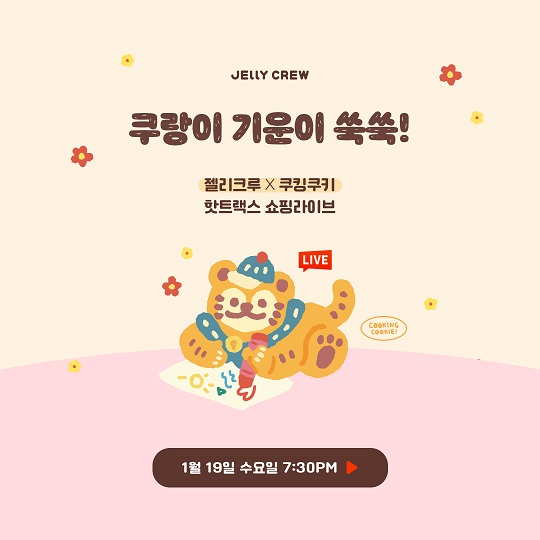 JELLY CREW
쿠랑이 기운이 쑥쑥!
젤리크루 X 쿠킹쿠키
핫트랙스 쇼핑라이브
LIVE
COOKING
COOKIE!
1월 19일 수요일 7:30PM